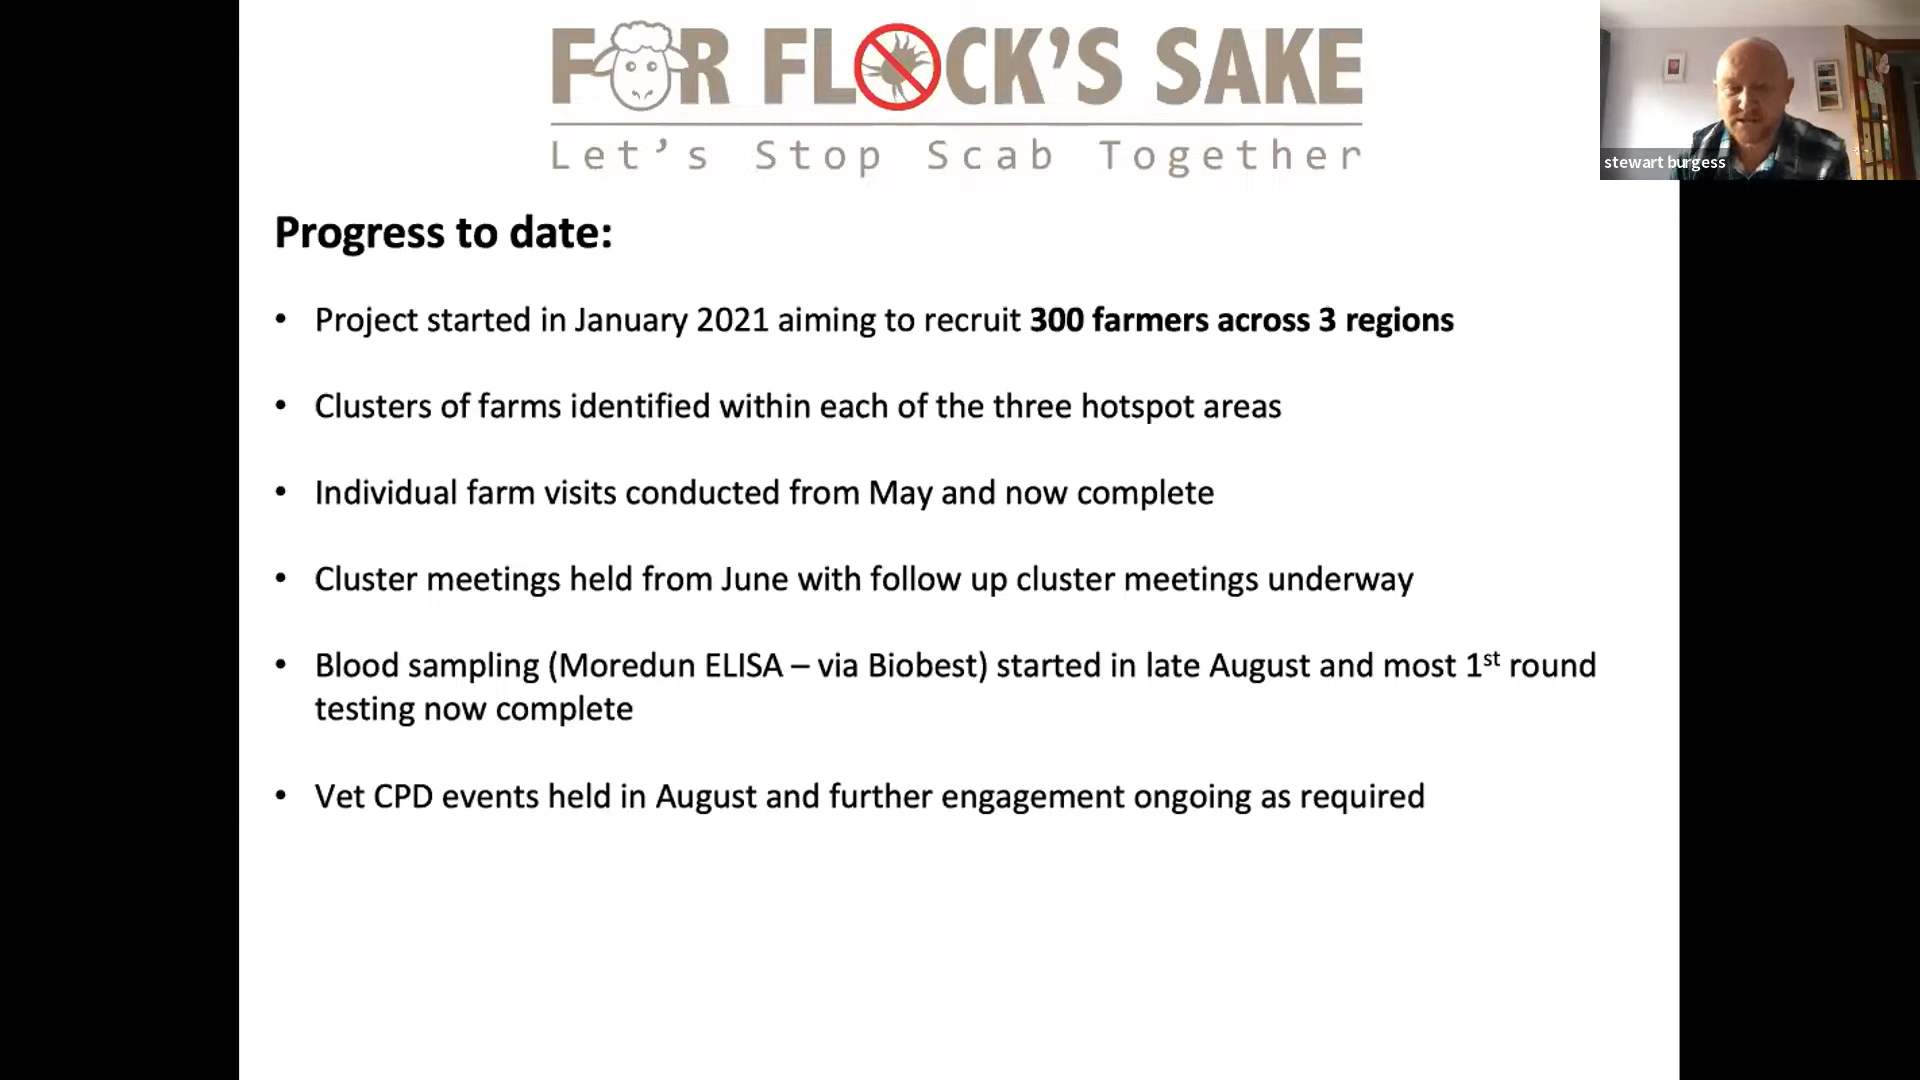 FOR FLOCK'S SAKE
Let's Stop Scab Together
stewart burgess
Progress to date:
• Project started in January 2021 aiming to recruit 300 farmers across 3 regions
• Clusters of farms identified within each of the three hotspot areas
• Individual farm visits conducted from May and now complete
• Cluster meetings held from June with follow up cluster meetings underway
• Blood sampling (Moredun ELISA – via Biobest) started in late August and most 1st round
testing now complete
• Vet CPD events held in August and further engagement ongoing as required